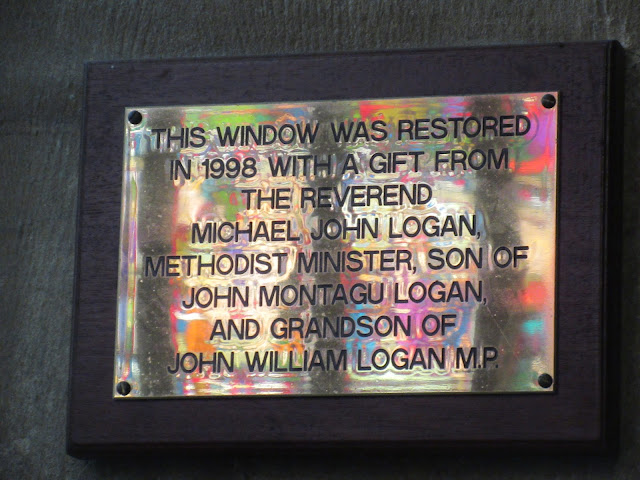 THIS WINDOW WAS RESTORED
IN 1998 WITH A GIFT FROM
THE REVEREND
MICHAEL JOHN LOGAN,
METHODIST MINISTER, SON OF
JOHN MONTAGU LOGAN,
AND GRANDSON OF
JOHN WILLIAM LOGAN M.P.